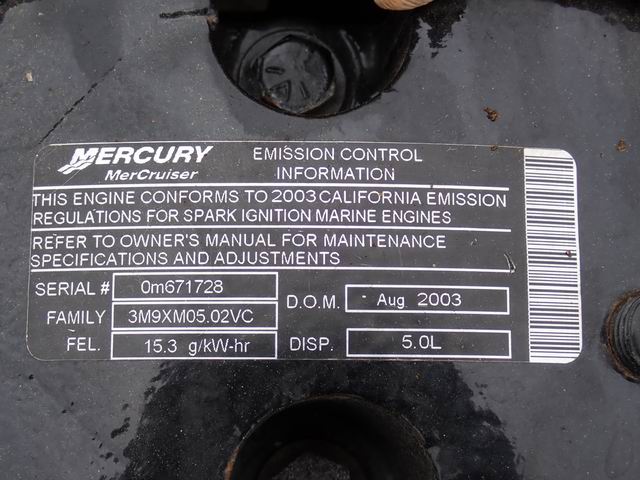 MERCURY
MerCruiser
EMISSION CONTROL
INFORMATION
THIS ENGINE CONFORMS TO 2003 CALIFORNIA EMISSION
REGULATIONS FOR SPARK IGNITION MARINE ENGINES
REFER TO OWNER'S MANUAL FOR MAINTENANCE
SPECIFICATIONS AND ADJUSTMENTS
SERIAL # 0m671728
FAMILY 3M9XM05.02VC
FEL. 15.3 g/kW-hr
D.O.M. Aug 2003
DISP. 5.0L